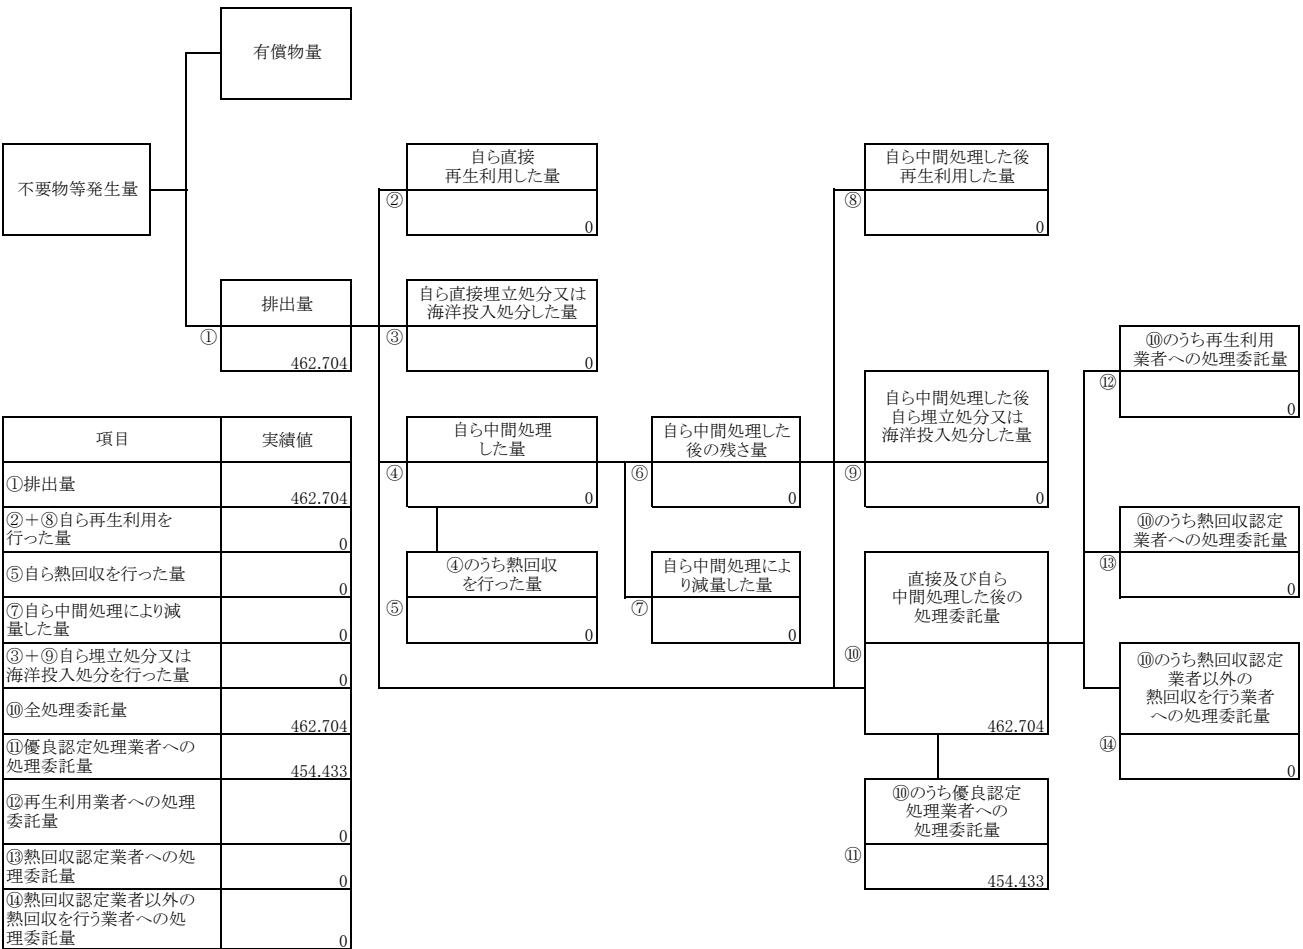 有償物量
不要物等発生量
自ら直接
再生利用した量
②
0
自ら中間処理した後
再生利用した量
⑧
0
排出量
①
462.704
自ら直接埋立処分又は
海洋投入処分した量
③
0
⑩のうち再生利用
業者への処理委託量
⑫
0
自ら中間処理
した量
④
0
自ら中間処理した
後の残さ量
⑥
0
自ら中間処理した後
自ら埋立処分又は
海洋投入処分した量
⑨
0
⑩のうち熱回収認定
業者への処理委託量
⑬
0
④のうち熱回収
を行った量
⑤
0
自ら中間処理によ
り減量した量
⑦
0
直接及び自ら
中間処理した後の
処理委託量
⑩
462.704
⑩のうち熱回収認定
業者以外の
熱回収を行う業者
への処理委託量
⑭
0
⑩のうち優良認定
処理業者への
処理委託量
⑪
454.433
項目 実績値
①排出量
462.704
②＋⑧自ら再生利用を
行った量
0
⑤自ら熱回収を行った量
0
⑦自ら中間処理により減
量した量
0
③＋⑨自ら埋立処分又は
海洋投入処分を行った量
0
⑩全処理委託量
462.704
⑪優良認定処理業者への
処理委託量
454.433
⑫再生利用業者への処理
委託量
0
⑬熱回収認定業者への処
理委託量
0
⑭熱回収認定業者以外の
熱回収を行う業者への処
理委託量
0